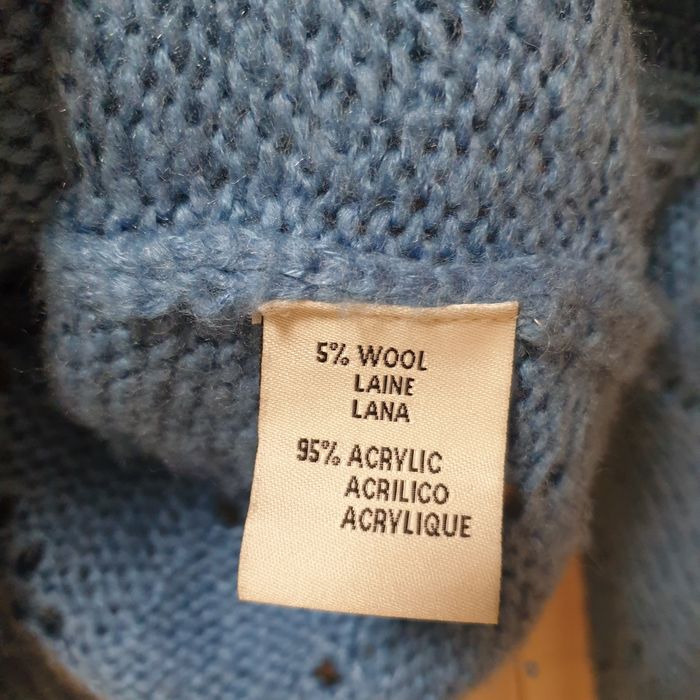 5% WOOL
LAINE
LANA
95% ACRYLIC
ACRILICO
ACRYLIQUE